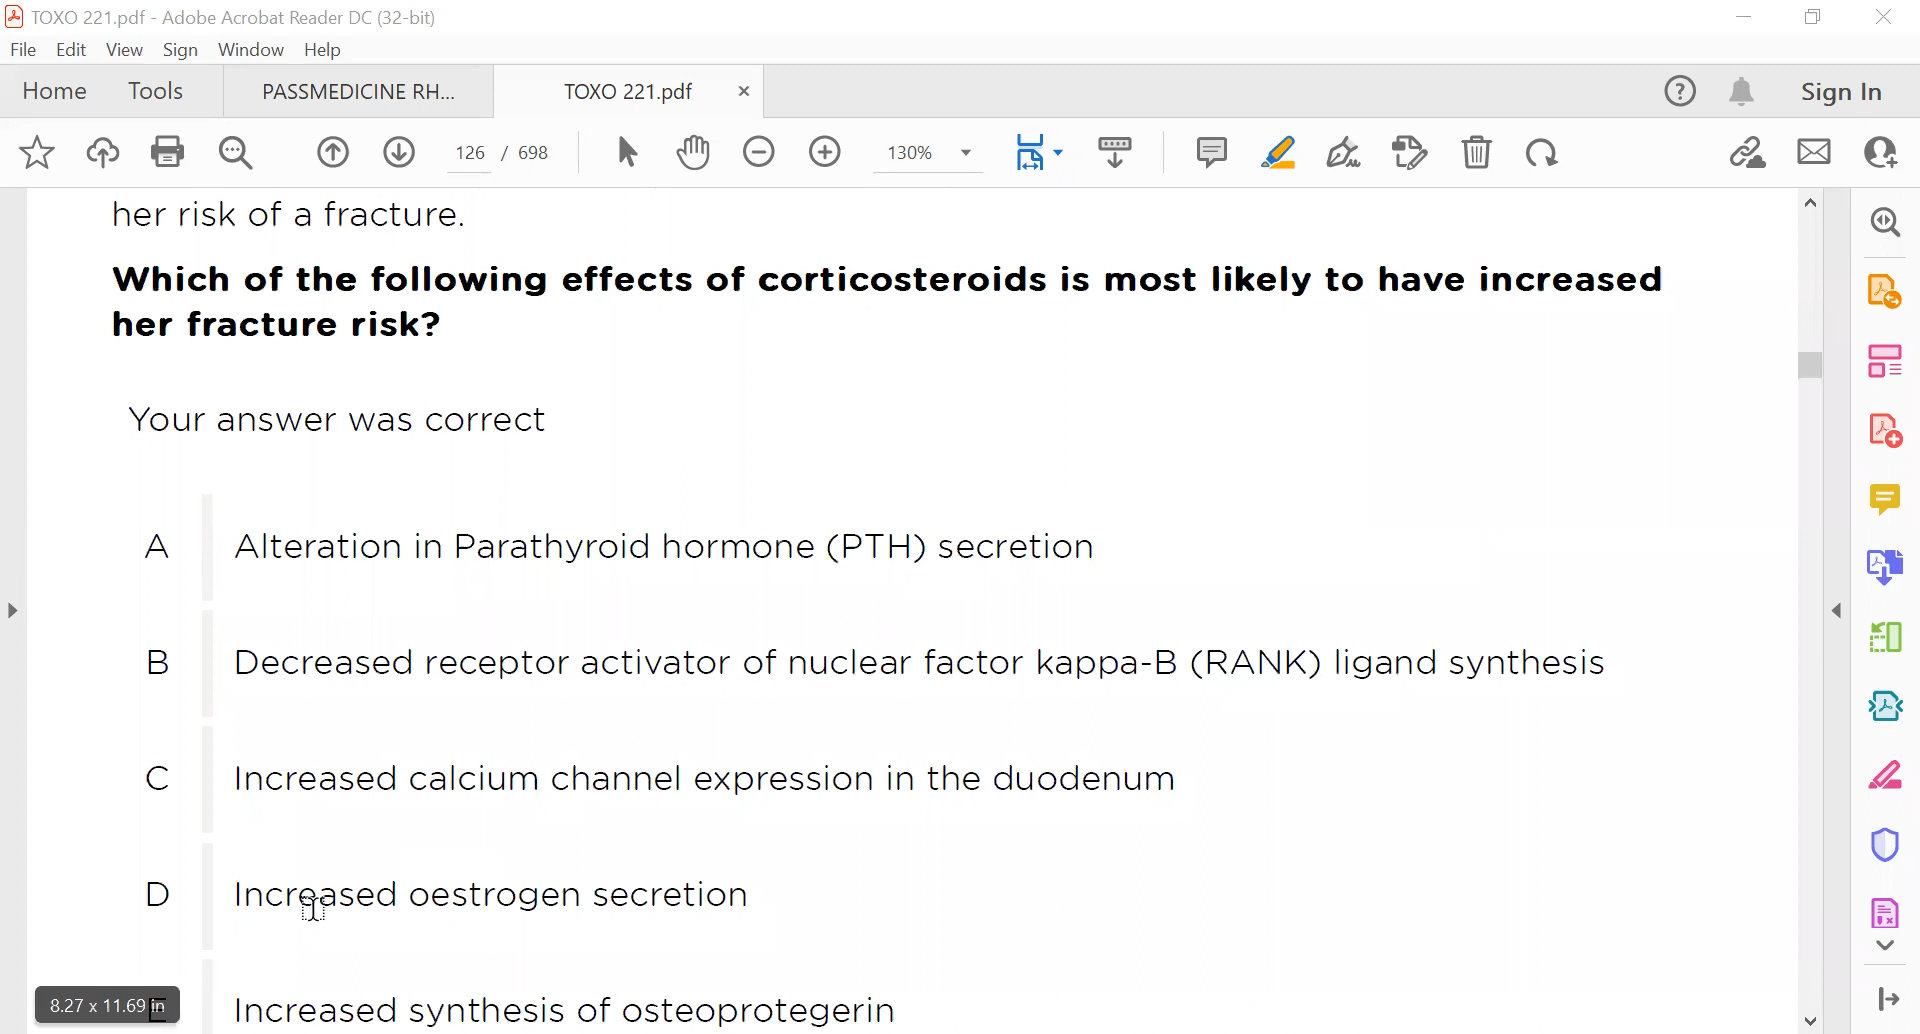 TOXO 221.pdf - Adobe Acrobat Reader DC (32-bit)
File Edit View Sign Window Help
Home Tools PASSMEDICINE RH... TOXO 221.pdf × Sign In
126 / 698 130%
her risk of a fracture.
Which of the following effects of corticosteroids is most likely to have increased
her fracture risk?
Your answer was correct
A Alteration in Parathyroid hormone (PTH) secretion
B Decreased receptor activator of nuclear factor kappa-B (RANK) ligand synthesis
C Increased calcium channel expression in the duodenum
D Increased oestrogen secretion
E Increased synthesis of osteoprotegerin
8.27 x 11.69 in